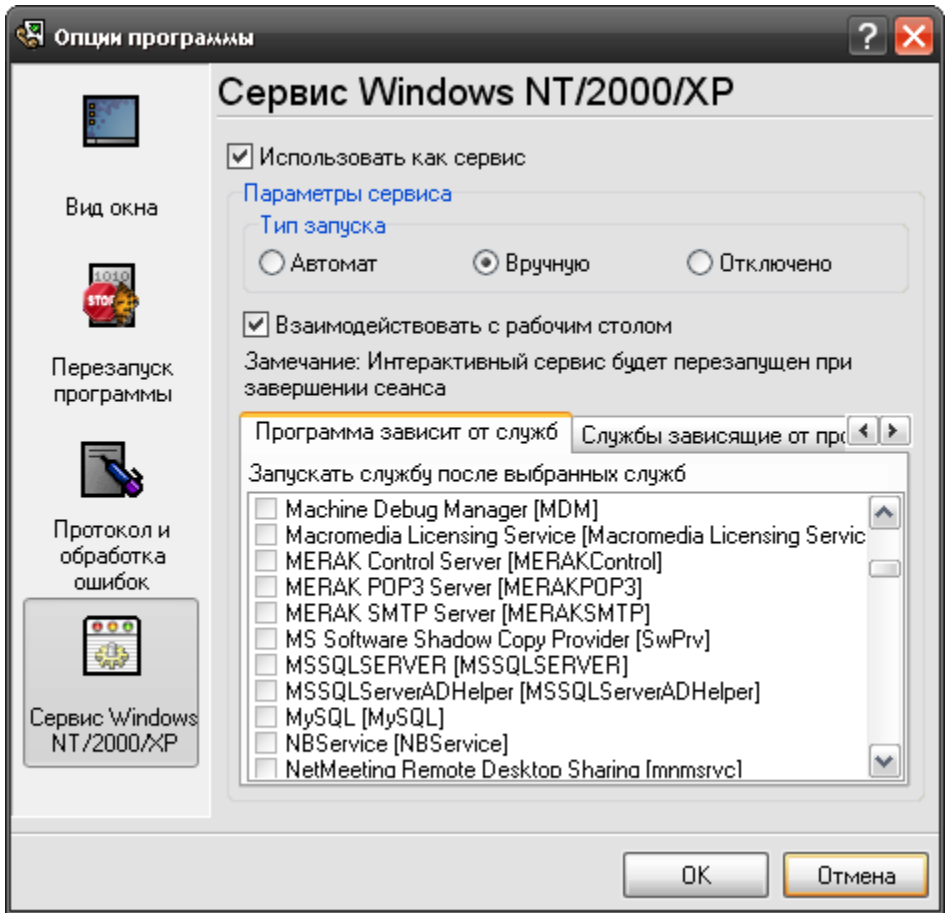 Опции программы
Сервис Windows NT/2000/XP
Вид окна
1010
STOP
Перезапуск
программы
Протокол и
обработка
ошибок
Сервис Windows
NT/2000/XP
Использовать как сервис
Параметры сервиса
Тип запуска
Автомат Вручную Отключено
Взаимодействовать с рабочим столом
Замечание: Интерактивный сервис будет перезапущен при
завершении сеанса
Программа зависит от служб Службы зависящие от про
Запускать службу после выбранных служб
Machine Debug Manager [MDM]
Macromedia Licensing Service [Macromedia Licensing Servic
MERAK Control Server [MERAKControl]
MERAK POP3 Server [MERAKPOP3]
MERAK SMTP Server [MERAKSMTP]
MS Software Shadow Copy Provider [SwPrv]
MSSQLSERVER [MSSQLSERVER]
MSSQLServerADHelper [MSSQLServerADHelper]
MySQL [MySQL]
NBService [NBService]
NetMeeting Remote Desktop Sharing [mnmsrvc]
OK Отмена